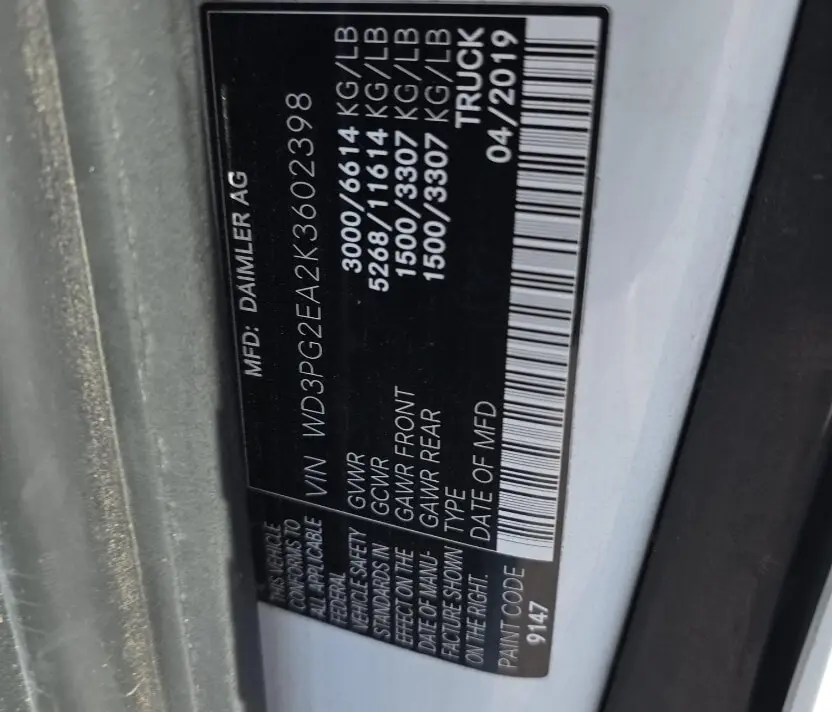 MFD: DAIMLER AG
VIN WD3PG2EA2K3602398
GVWR 3000/6614 KG/LB
GCWR 5268/11614 KG/LB
GAWR FRONT 1500/3307 KG/LB
GAWR REAR 1500/3307 KG/LB
TYPE TRUCK
DATE OF MFD 04/2019
THIS VEHICLE
CONFORMS TO
ALL APPLICABLE
FEDERAL
VEHICLE SAFETY
STANDARDS IN
EFFECT ON THE
DATE OF MANU-
FACTURE SHOWN
ON THE RIGHT.
PAINT CODE
9147